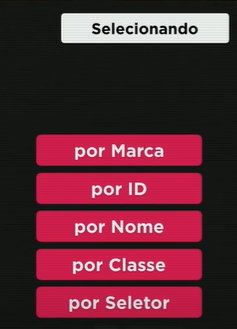 Selecionando
por Marca
por ID
por Nome
por Classe
por Seletor